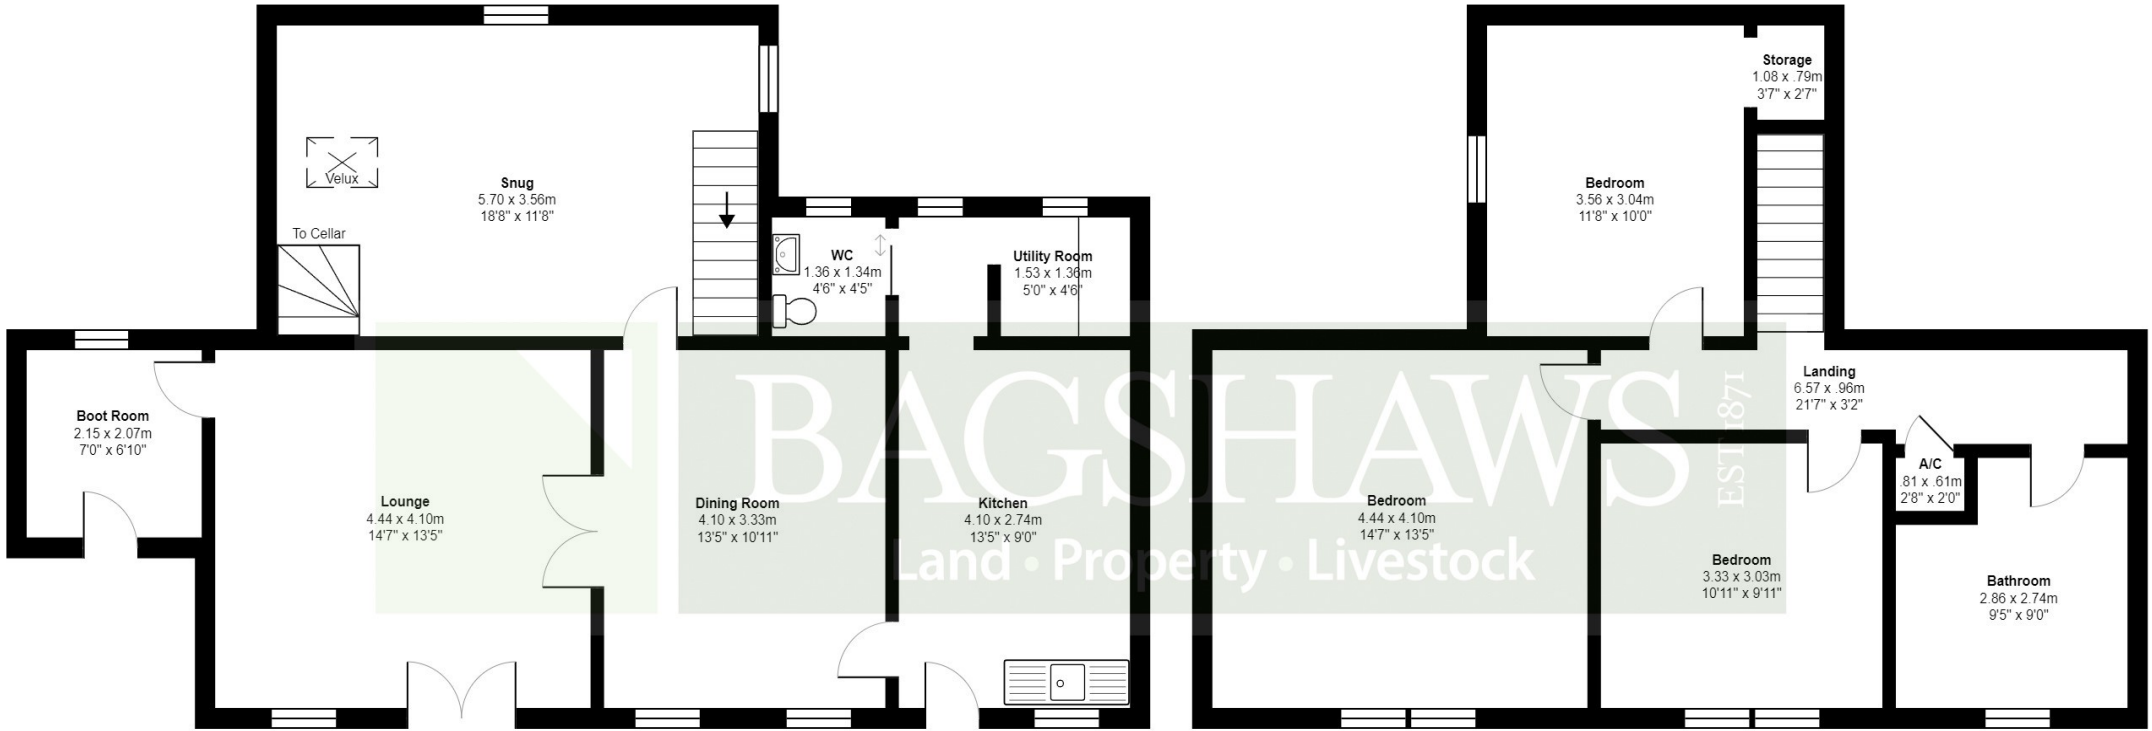 Storage
1.08 x .79m
3'7" x 2'7"
Velux
Snug
5.70 x 3.56m
18'8" x 11'8"
Bedroom
3.56 x 3.04m
11'8" x 10'0"
To Cellar
WC
1.36 x 1.34m
4'6" x 4'5"
Utility Room
1.53 x 1.36m
5'0" x 4'6"
Landing
6.57 x .96m
21'7" x 3'2"
Boot Room
2.15 x 2.07m
7'0" x 6'10"
BAGSHAWS
EST 1871
Land • Property • Livestock
A/C
.81 x .61m
2'8" x 2'0"
Lounge
4.44 x 4.10m
14'7" x 13'5"
Dining Room
4.10 x 3.33m
13'5" x 10'11"
Kitchen
4.10 x 2.74m
13'5" x 9'0"
Bedroom
4.44 x 4.10m
14'7" x 13'5"
Bedroom
3.33 x 3.03m
10'11" x 9'11"
Bathroom
2.86 x 2.74m
9'5" x 9'0"